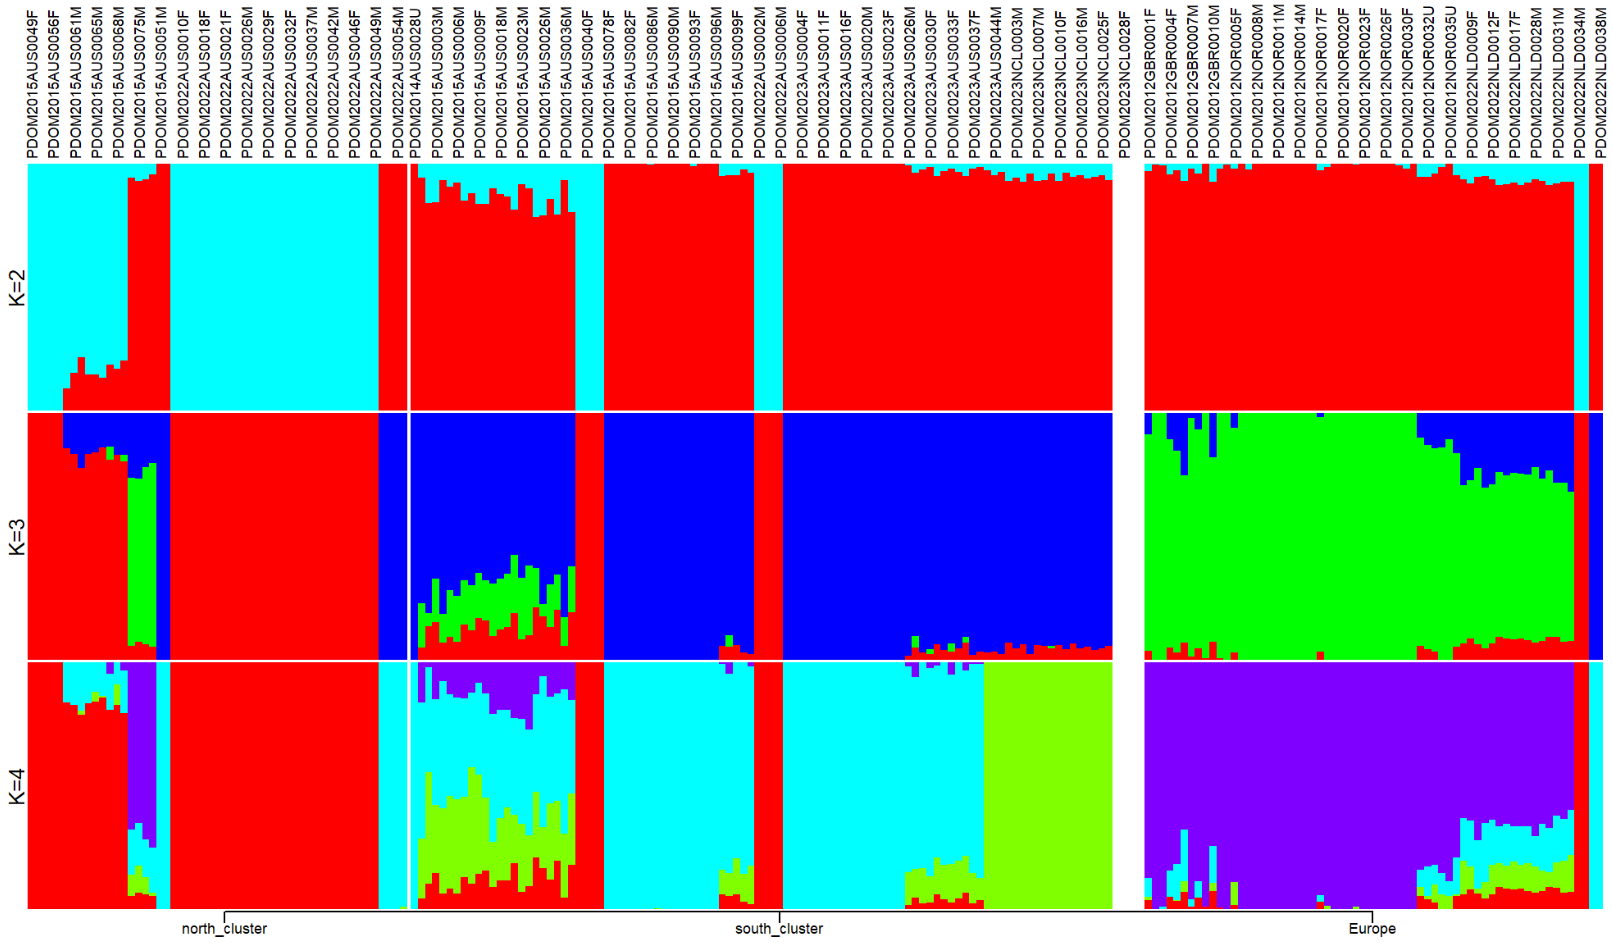 PDOM2015AUS0049F
PDOM2015AUS0056F
PDOM2015AUS0061M
PDOM2015AUS0065M
PDOM2015AUS0068M
PDOM2015AUS0075M
PDOM2015AUS0051M
PDOM2022AUS0010F
PDOM2022AUS0018F
PDOM2022AUS0021F
PDOM2022AUS0026M
PDOM2022AUS0029F
PDOM2022AUS0032F
PDOM2022AUS0037M
PDOM2022AUS0042M
PDOM2022AUS0046F
PDOM2022AUS0049M
PDOM2022AUS0054M
PDOM2014AUS0028U
PDOM2015AUS0003M
PDOM2015AUS0006M
PDOM2015AUS0009F
PDOM2015AUS0018M
PDOM2015AUS0023M
PDOM2015AUS0026M
PDOM2015AUS0036M
PDOM2015AUS0040F
PDOM2015AUS0078F
PDOM2015AUS0082F
PDOM2015AUS0086M
PDOM2015AUS0090M
PDOM2015AUS0093F
PDOM2015AUS0096M
PDOM2015AUS0099F
PDOM2022AUS0002M
PDOM2022AUS0006M
PDOM2023AUS0004F
PDOM2023AUS0011F
PDOM2023AUS0016F
PDOM2023AUS0020M
PDOM2023AUS0023F
PDOM2023AUS0026M
PDOM2023AUS0030F
PDOM2023AUS0033F
PDOM2023AUS0037F
PDOM2023AUS0044M
PDOM2023NCL0003M
PDOM2023NCL0007M
PDOM2023NCL0010F
PDOM2023NCL0016M
PDOM2023NCL0025F
PDOM2023NCL0028F
PDOM2012GBR0001F
PDOM2012GBR0004F
PDOM2012GBR0007M
PDOM2012GBR0010M
PDOM2012NOR0005F
PDOM2012NOR0008M
PDOM2012NOR0011M
PDOM2012NOR0014M
PDOM2012NOR0017F
PDOM2012NOR0020F
PDOM2012NOR0023F
PDOM2012NOR0026F
PDOM2012NOR0030F
PDOM2012NOR0032U
PDOM2012NOR0035U
PDOM2022NLD0009F
PDOM2022NLD0012F
PDOM2022NLD0017F
PDOM2022NLD0028M
PDOM2022NLD0031M
PDOM2022NLD0034M
PDOM2022NLD0038M
K=2
K=3
K=4
north_cluster
south_cluster
Europe